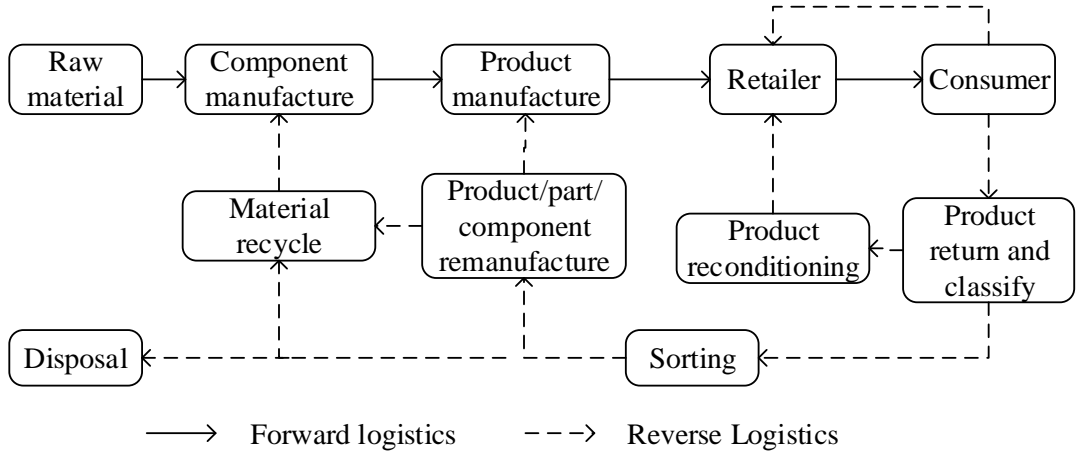 Raw
material
Component
manufacture
Product
manufacture
Retailer
Consumer
Material
recycle
Product/part/
component
remanufacture
Product
reconditioning
Product
return and
classify
Disposal
Sorting
Forward logistics
Reverse Logistics